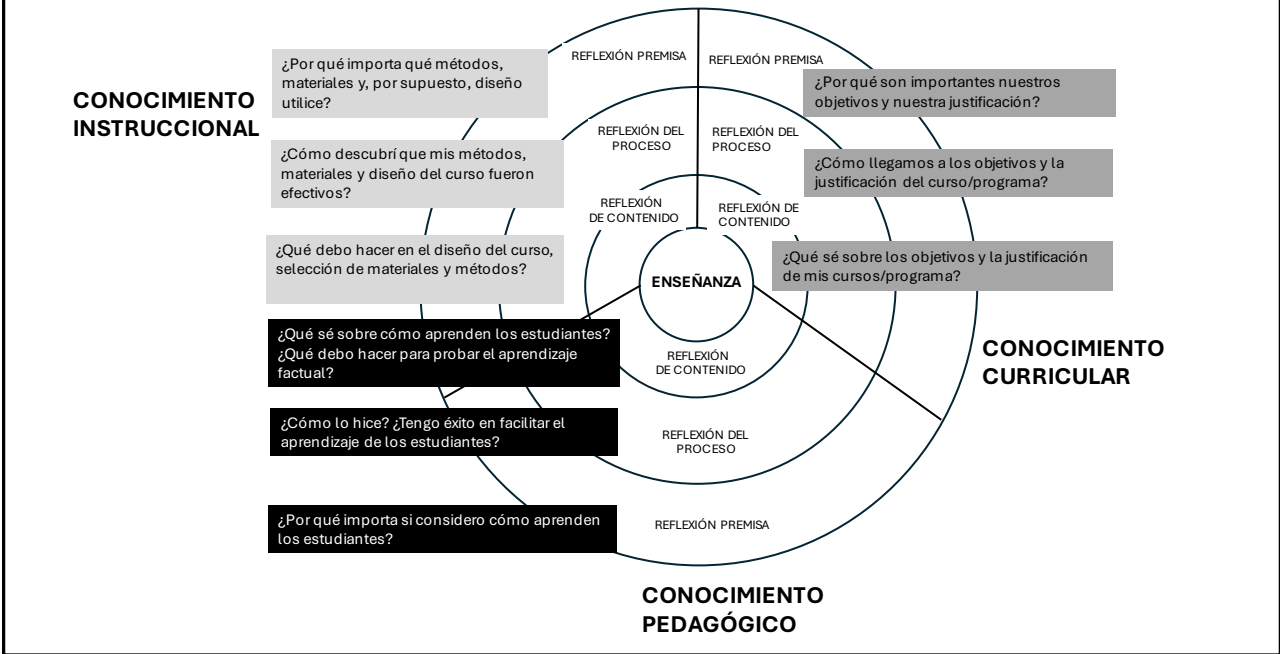 CONOCIMIENTO
INSTRUCCIONAL
¿Por qué importa qué métodos,
materiales y, por supuesto, diseño
utilice?
¿Cómo descubrí que mis métodos,
materiales y diseño del curso fueron
efectivos?
¿Qué debo hacer en el diseño del curso,
selección de materiales y métodos?
¿Qué sé sobre cómo aprenden los estudiantes?
¿Qué debo hacer para probar el aprendizaje
factual?
¿Cómo lo hice? ¿Tengo éxito en facilitar el
aprendizaje de los estudiantes?
¿Por qué importa si considero cómo aprenden
los estudiantes?
REFLEXIÓN PREMISA
REFLEXIÓN DEL
PROCESO
REFLEXIÓN
DE CONTENIDO
REFLEXIÓN PREMISA
REFLEXIÓN DEL
PROCESO
REFLEXIÓN DE
CONTENIDO
ENSEÑANZA
REFLEXIÓN
DE CONTENIDO
REFLEXIÓN DEL
PROCESO
REFLEXIÓN PREMISA
¿Por qué son importantes nuestros
objetivos y nuestra justificación?
¿Cómo llegamos a los objetivos y la
justificación del curso/programa?
¿Qué sé sobre los objetivos y la justificación
de mis cursos/programa?
CONOCIMIENTO
CURRICULAR
CONOCIMIENTO
PEDAGÓGICO